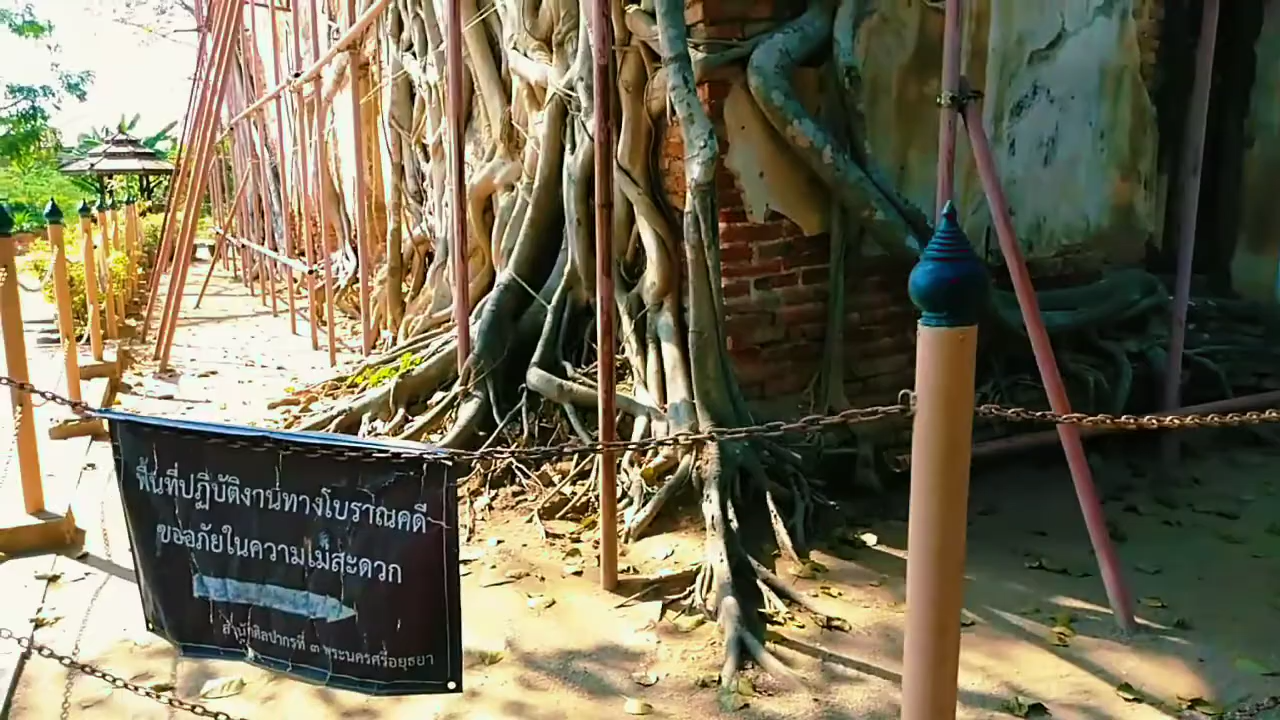 พื้นที่ปฏิบัติงานทางโบราณคดี
ขออภัยในความไม่สะดวก
สำนักศิลปากรที่ ๓ พระนครศรีอยุธยา